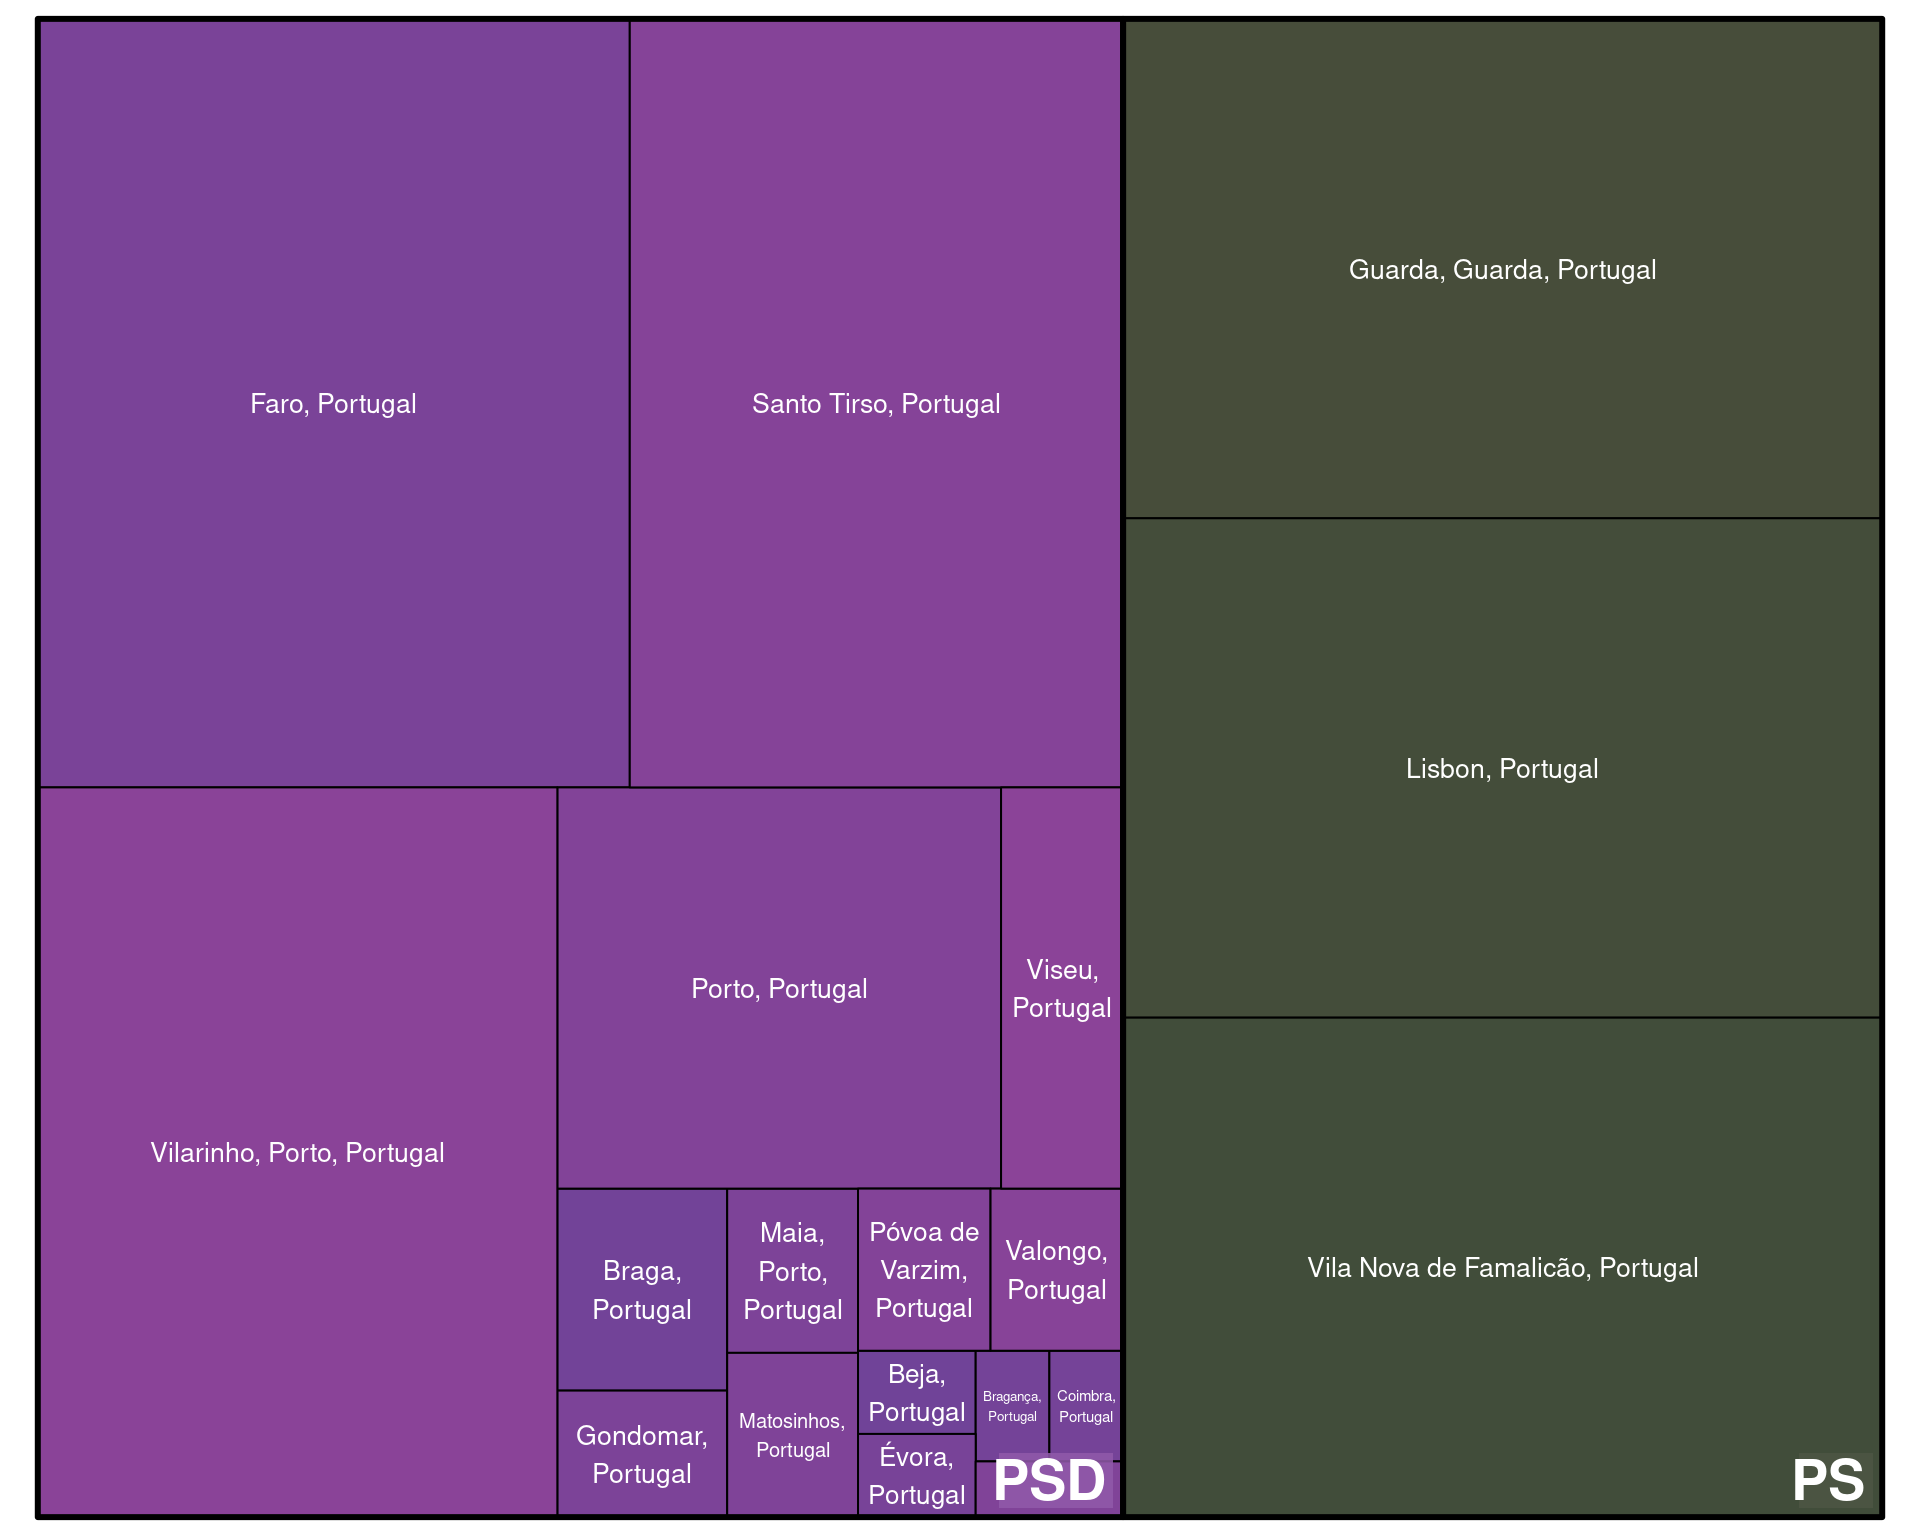 Faro, Portugal
Santo Tirso, Portugal
Guarda, Guarda, Portugal
Lisbon, Portugal
Vilarinho, Porto, Portugal
Porto, Portugal
Viseu,
Portugal
Vila Nova de Famalicão, Portugal
Braga,
Portugal
Maia,
Porto,
Portugal
Póvoa de
Varzim,
Portugal
Valongo,
Portugal
Gondomar,
Portugal
Matosinhos,
Portugal
Beja,
Portugal
Bragança,
Portugal
Coimbra,
Portugal
Évora,
Portugal
PSD
PS